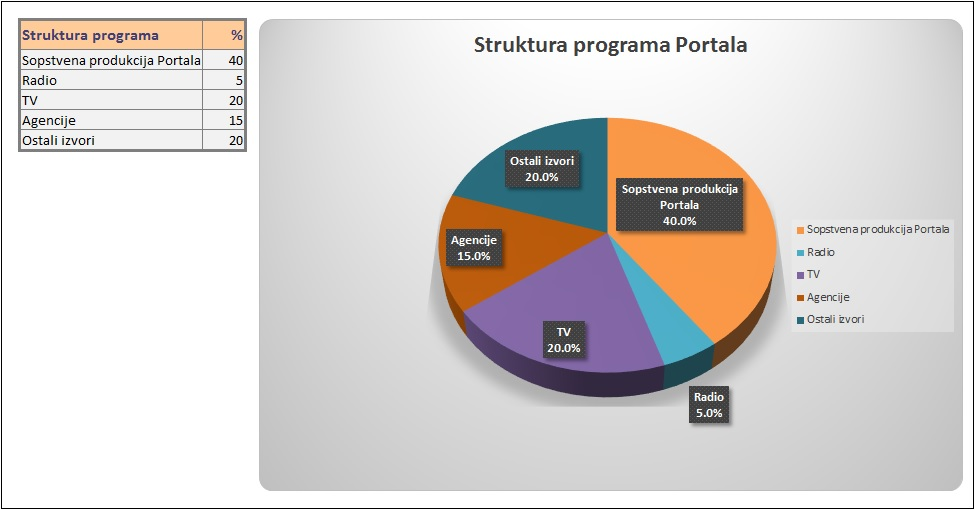 Struktura programa %
Sopstvena produkcija Portala 40
Radio 5
TV 20
Agencije 15
Ostali izvori 20
Struktura programa Portala
Ostali izvori
20.0%
Sopstvena produkcija
Portala
40.0%
Agencije
15.0%
TV
20.0%
Radio
5.0%
Sopstvena produkcija Portala
Radio
TV
Agencije
Ostali izvori